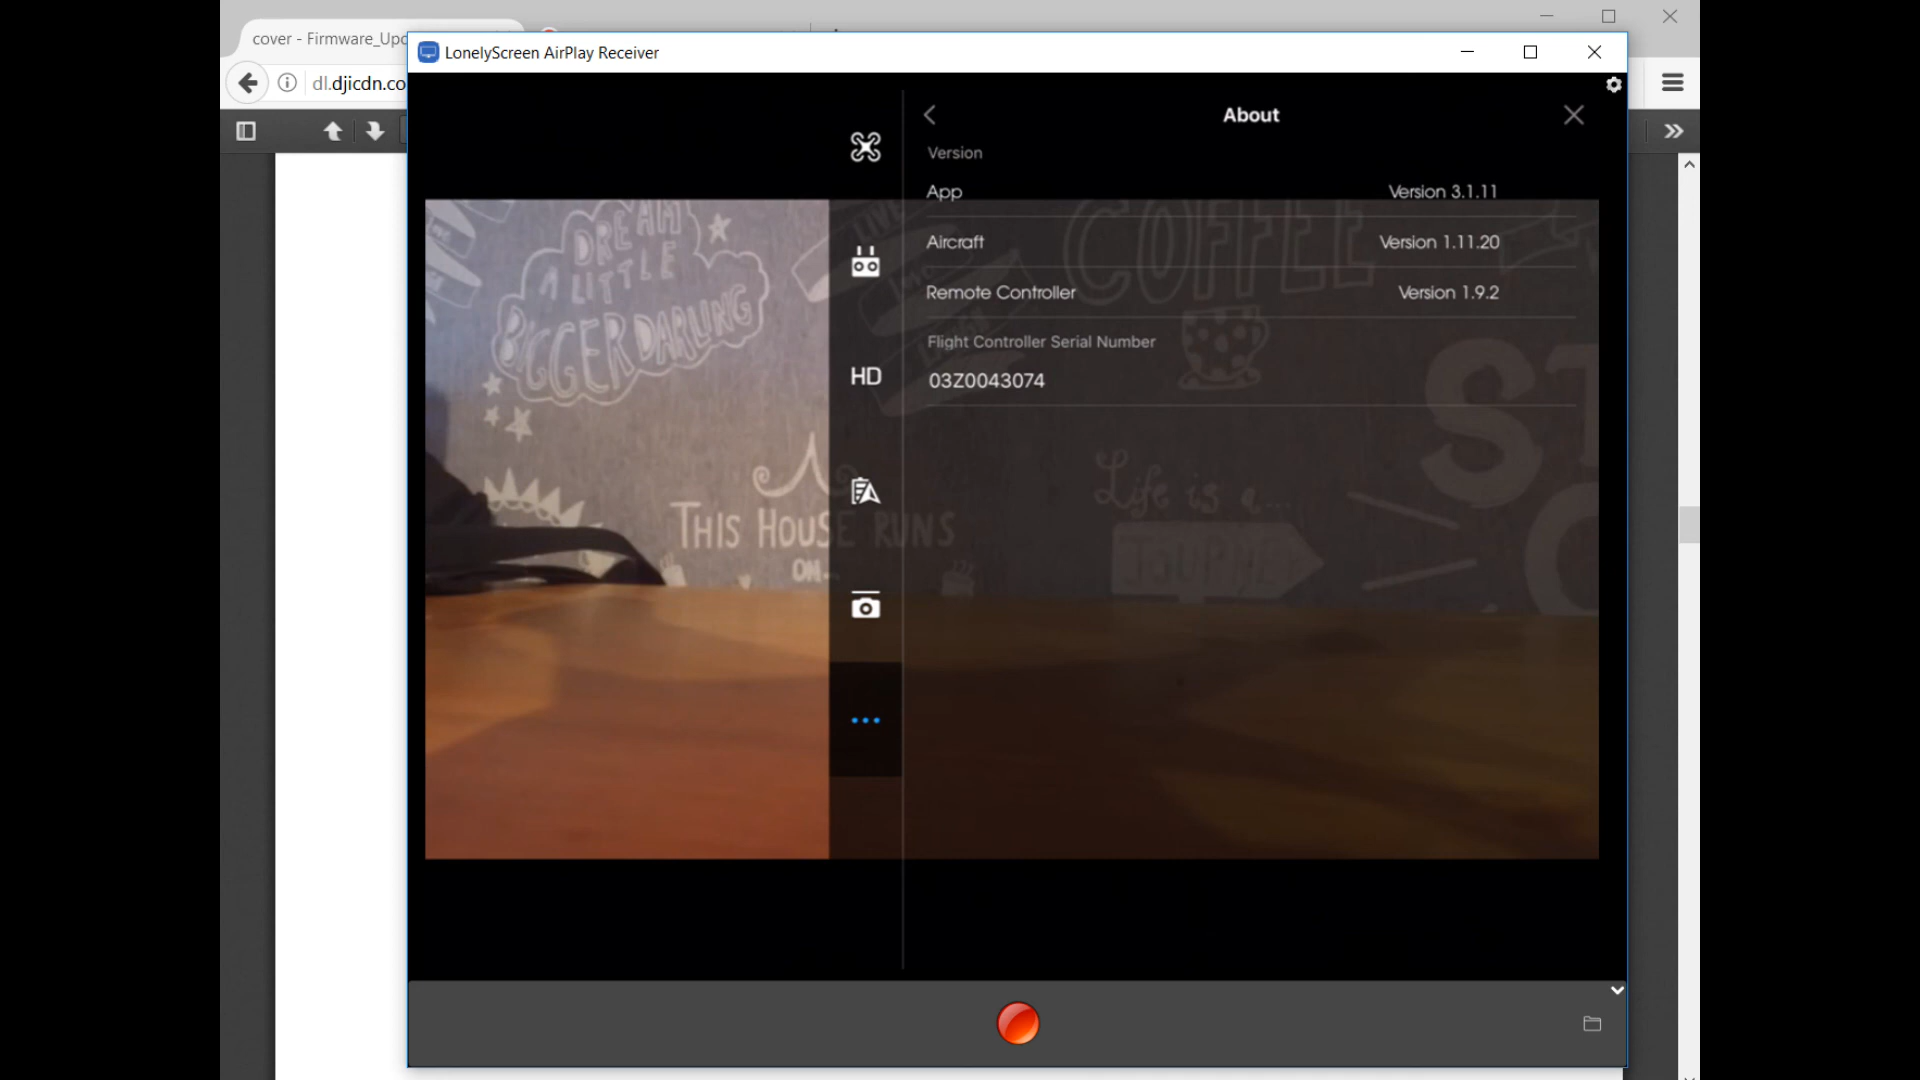 cover - Firmware_Upd
LonelyScreen AirPlay Receiver
dl.djicdn.co
About
Version
App
Version 3.1.11
Aircraft
Version 1.11.20
Remote Controller
Version 1.9.2
Flight Controller Serial Number
03Z0043074
HD
DREAM
A LITTLE
BIGGER DARLING
COFFEE
THIS HOUSE RUNS
ON...
Life is a...
JOURNEY